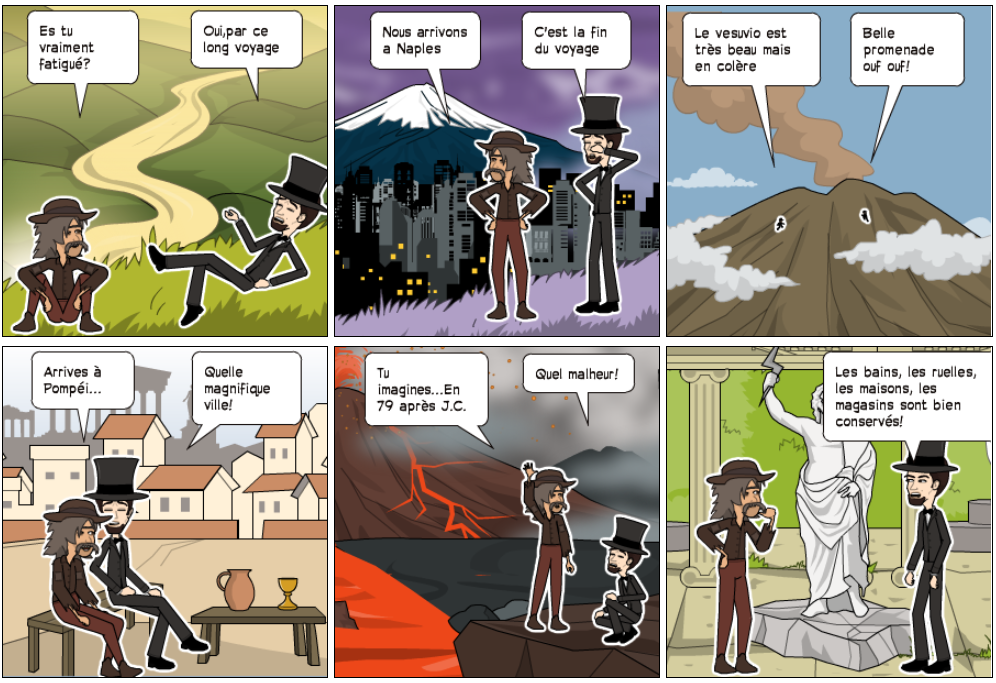 Es tu
vraiment
fatigué?
Oui,par ce
long voyage
Nous arrivons
a Naples
C'est la fin
du voyage
Le vesuvio est
très beau mais
en colère
Belle
promenade
ouf ouf!
Arrives à
Pompéi...
Quelle
magnifique
ville!
Tu
imagines...En
79 après J.C.
Quel malheur!
Les bains, les ruelles,
les maisons, les
magasins sont bien
conservés!